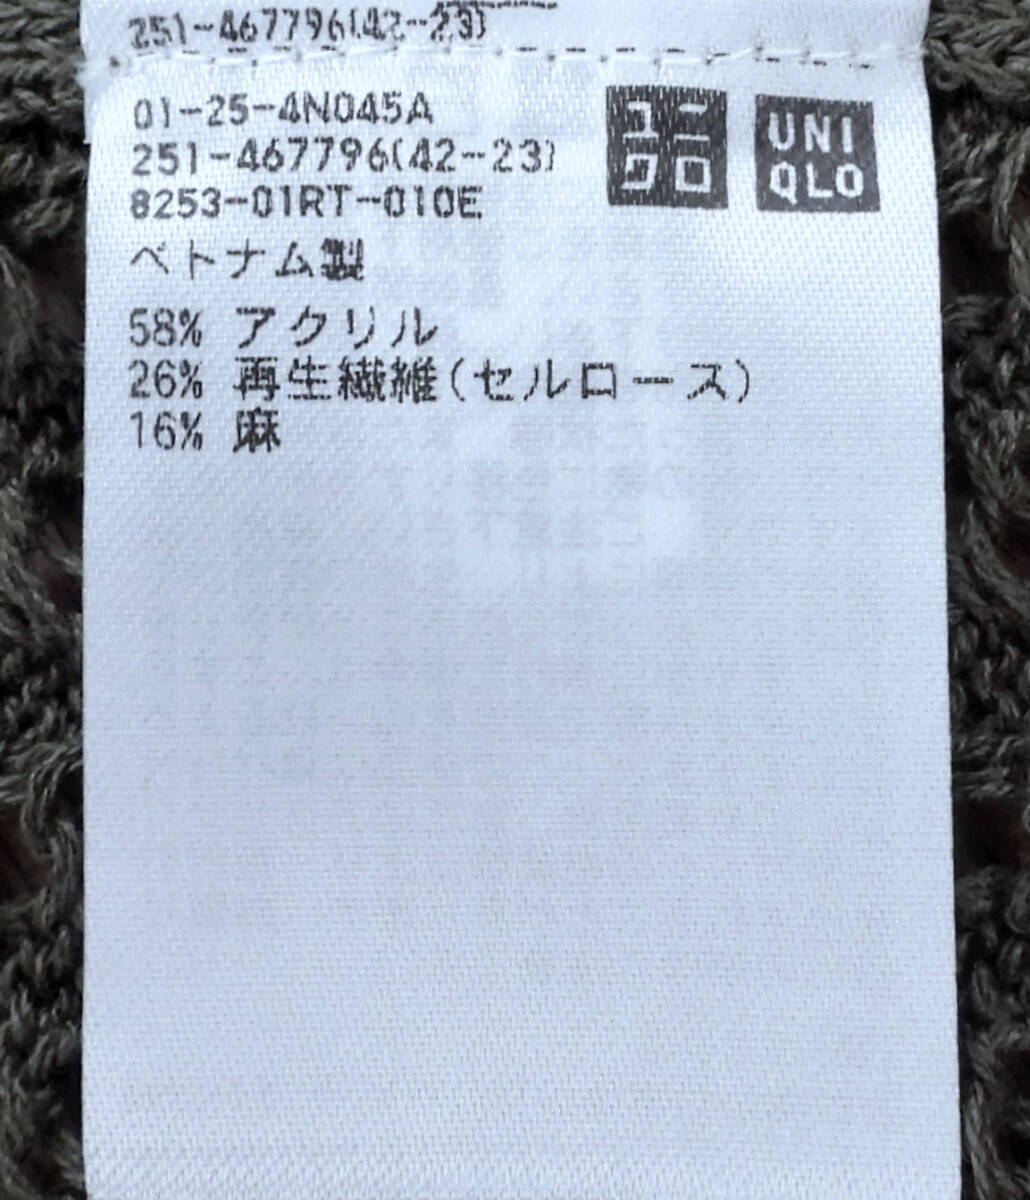 251-467796(42-23)
01-25-4N045A
251-467796(42-23)
8253-01RT-010E
ユニ
クロ
UNI
QLO
ベトナム製
58% アクリル
26% 再生繊維(セルロース)
16% 麻